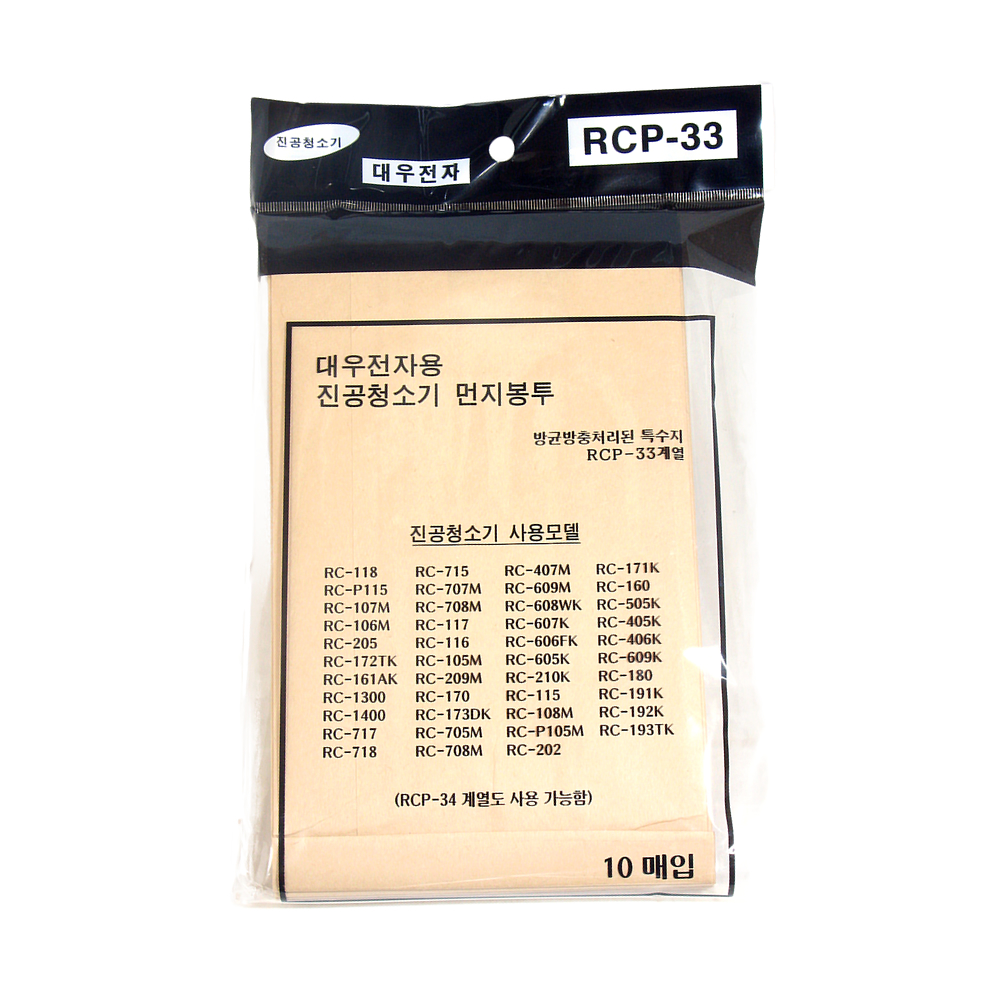 진공청소기
대우전자
RCP-33
대우전자용
진공청소기 먼지봉투
방균방충처리된 특수지
RCP-33계열
진공청소기 사용모델
RC-118 RC-715 RC-407M RC-171K
RC-P115 RC-707M RC-609M RC-160
RC-107M RC-708M RC-608WK RC-505K
RC-106M RC-117 RC-607K RC-405K
RC-205 RC-116 RC-606FK RC-406K
RC-172TK RC-105M RC-605K RC-609K
RC-161AK RC-209M RC-210K RC-180
RC-1300 RC-170 RC-115 RC-191K
RC-1400 RC-173DK RC-108M RC-192K
RC-717 RC-705M RC-P105M RC-193TK
RC-718 RC-708M RC-202
(RCP-34 계열도 사용 가능함)
10 매입